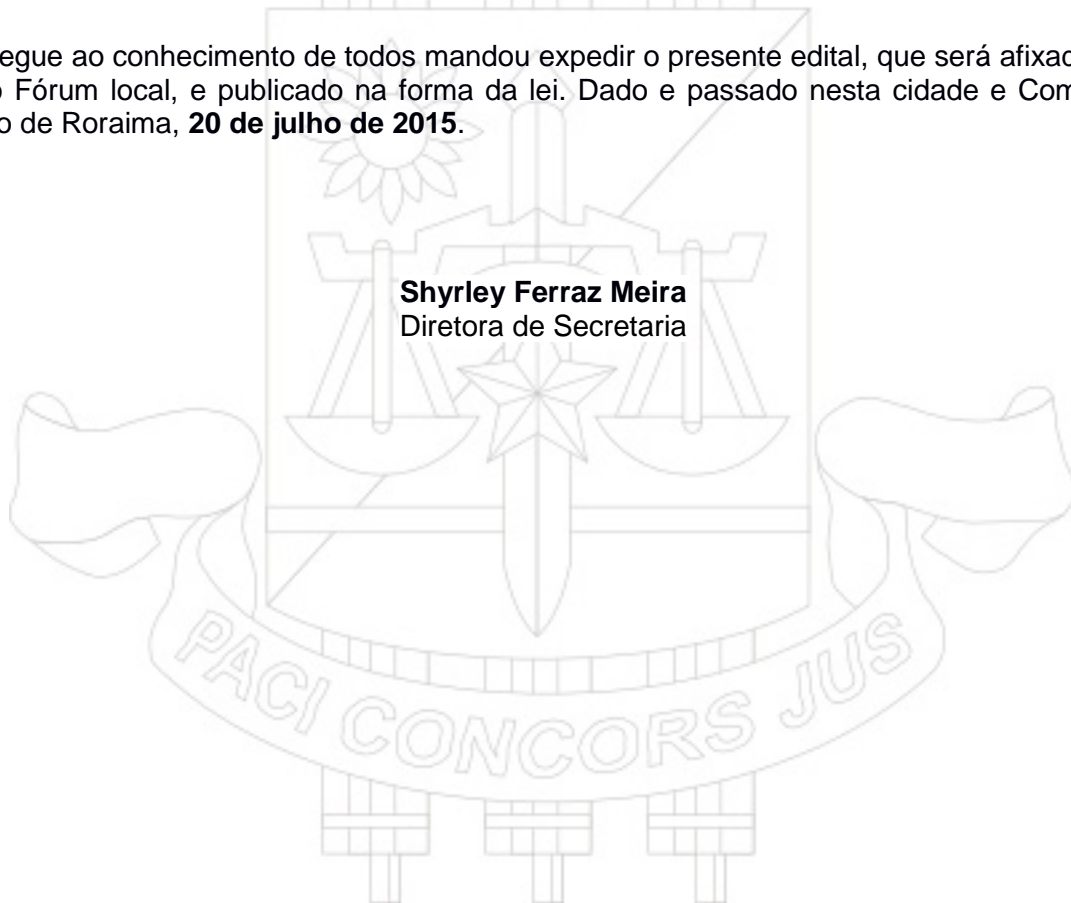 egue ao conhecimento de todos mandou expedir o presente edital, que será afixad
Fórum local, e publicado na forma da lei. Dado e passado nesta cidade e Com
o de Roraima, 20 de julho de 2015.
Shyrley Ferraz Meira
Diretora de Secretaria
PACI CONCORS JUS